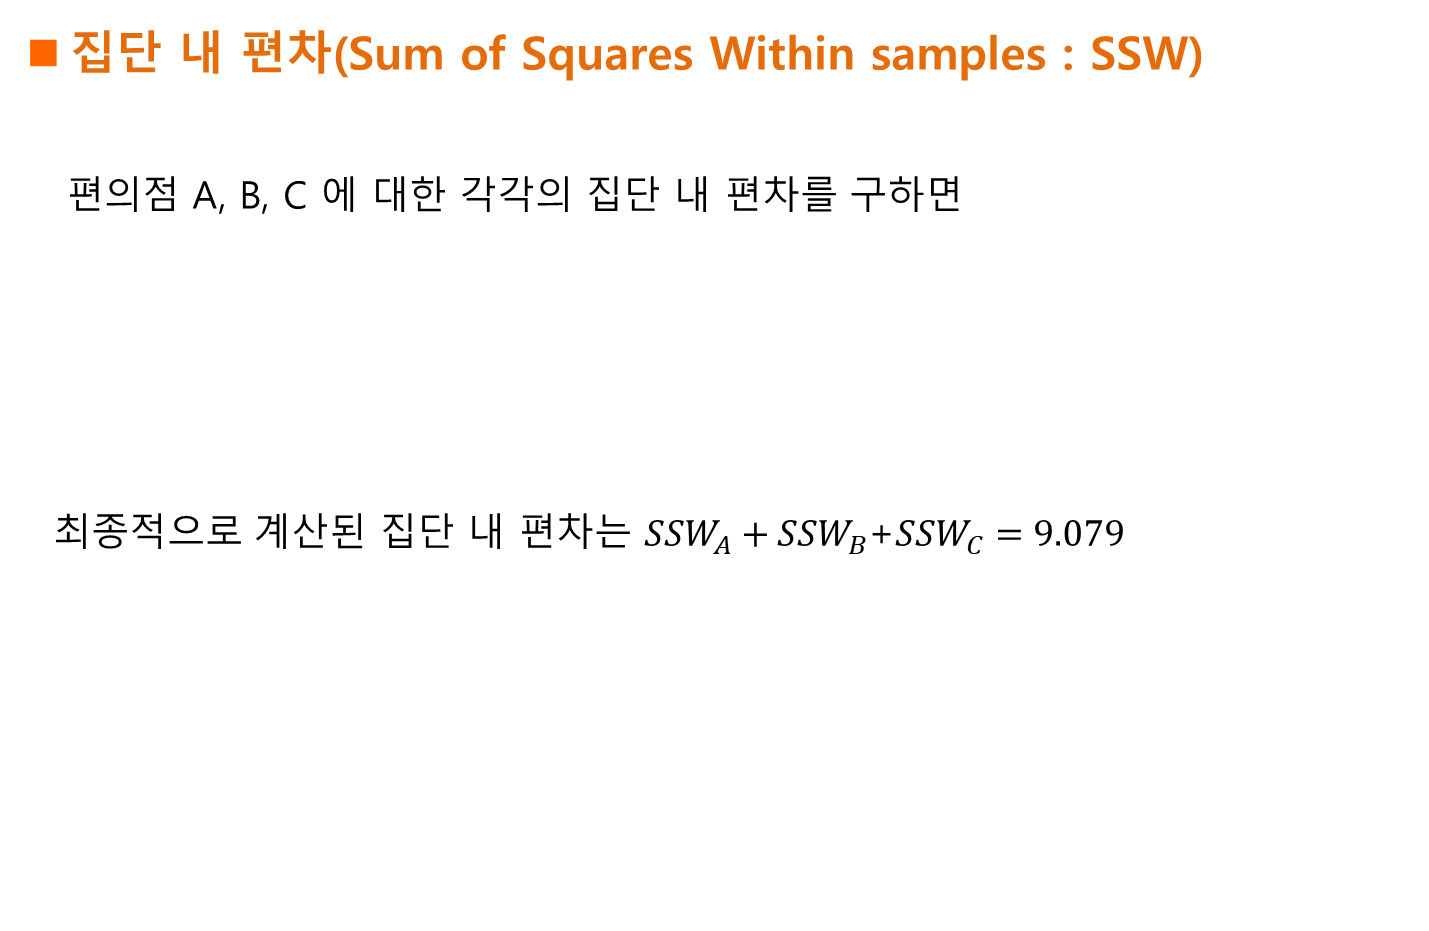 ■ 집단 내 편차(Sum of Squares Within samples : SSW)
편의점 A, B, C 에 대한 각각의 집단 내 편차를 구하면
최종적으로 계산된 집단 내 편차는 $SSW_A + SSW_B + SSW_C = 9.079$